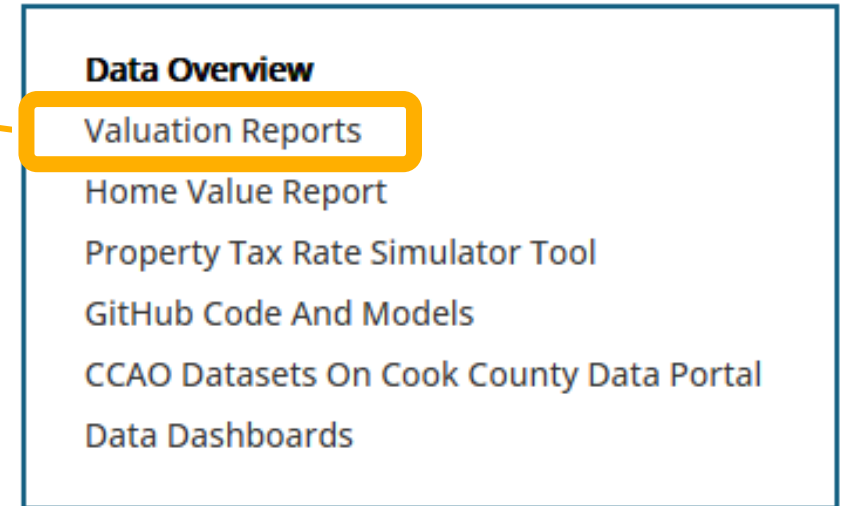 Data Overview
Valuation Reports
Home Value Report
Property Tax Rate Simulator Tool
GitHub Code And Models
CCAO Datasets On Cook County Data Portal
Data Dashboards